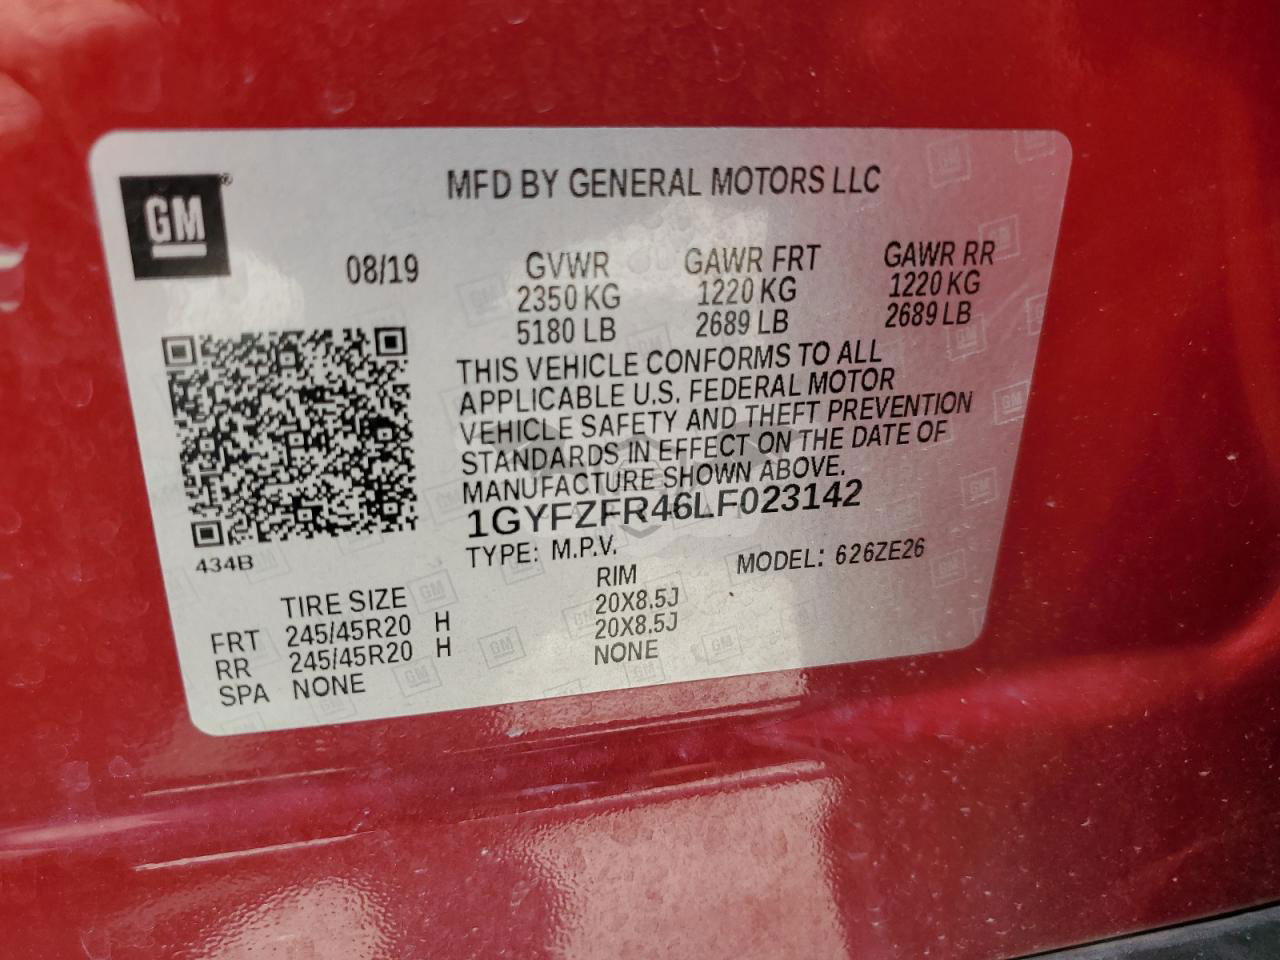 GM®
MFD BY GENERAL MOTORS LLC
08/19
GVWR GAWR FRT GAWR RR
2350 KG 1220 KG 1220 KG
5180 LB 2689 LB 2689 LB
THIS VEHICLE CONFORMS TO ALL
APPLICABLE U.S. FEDERAL MOTOR
VEHICLE SAFETY AND THEFT PREVENTION
STANDARDS IN EFFECT ON THE DATE OF
MANUFACTURE SHOWN ABOVE.
1GYFZFR46LF023142
TYPE: M.P.V. MODEL: 626ZE26
434B
TIRE SIZE RIM
FRT 245/45R20 H 20X8.5J
RR 245/45R20 H 20X8.5J
SPA NONE NONE